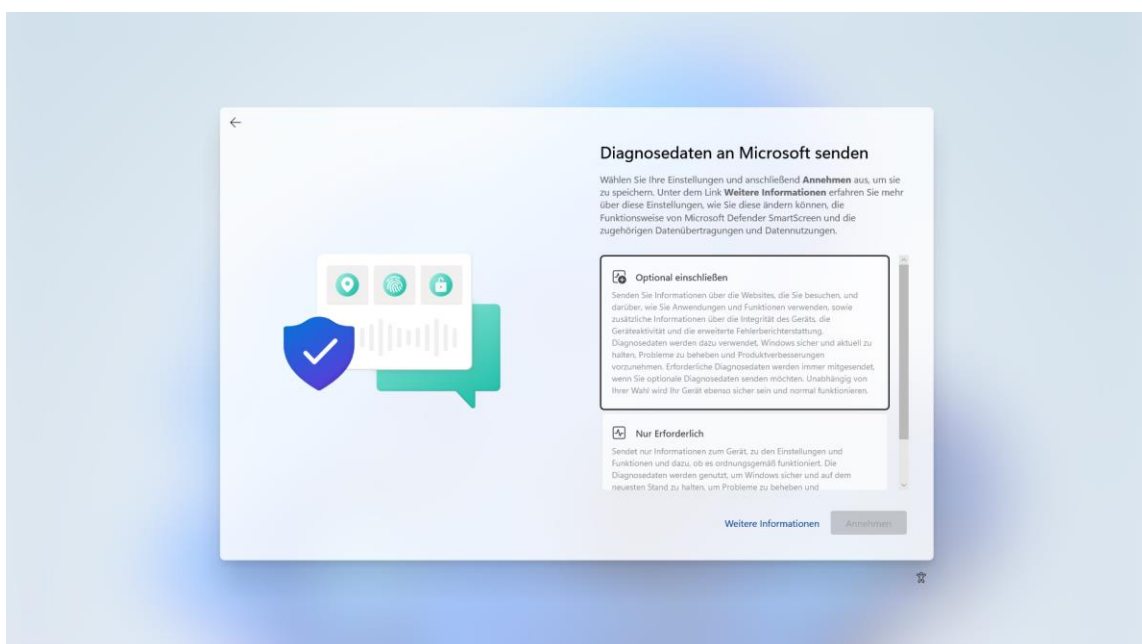 Diagnosedaten an Microsoft senden
Wählen Sie Ihre Einstellungen und anschließend Annehmen aus, um sie
zu speichern. Unter dem Link Weitere Informationen erfahren Sie mehr
über diese Einstellungen, wie Sie diese ändern können, die
Funktionsweise von Microsoft Defender SmartScreen und die
zugehörigen Datenübertragungen und Datennutzungen.
Optional einschließen
Senden Sie Informationen über die Websites, die Sie besuchen, und
darüber, wie Sie Anwendungen und Funktionen verwenden, sowie
zusätzliche Informationen über die Integrität des Geräts, die
Geräteaktivität und die erweiterte Fehlerberichterstattung.
Diagnosedaten werden dazu verwendet, Windows sicher und aktuell zu
halten, Probleme zu beheben und Produktverbesserungen
vorzunehmen. Erforderliche Diagnosedaten werden immer mitgesendet,
wenn Sie optionale Diagnosedaten senden möchten. Unabhängig von
Ihrer Wahl wird Ihr Gerät ebenso sicher sein und normal funktionieren.
Nur Erforderlich
Sendet nur Informationen zum Gerät, zu den Einstellungen und
Funktionen und dazu, ob es ordnungsgemäß funktioniert. Die
Diagnosedaten werden genutzt, um Windows sicher und auf dem
neuesten Stand zu halten, um Probleme zu beheben und
Weitere Informationen
Annehmen